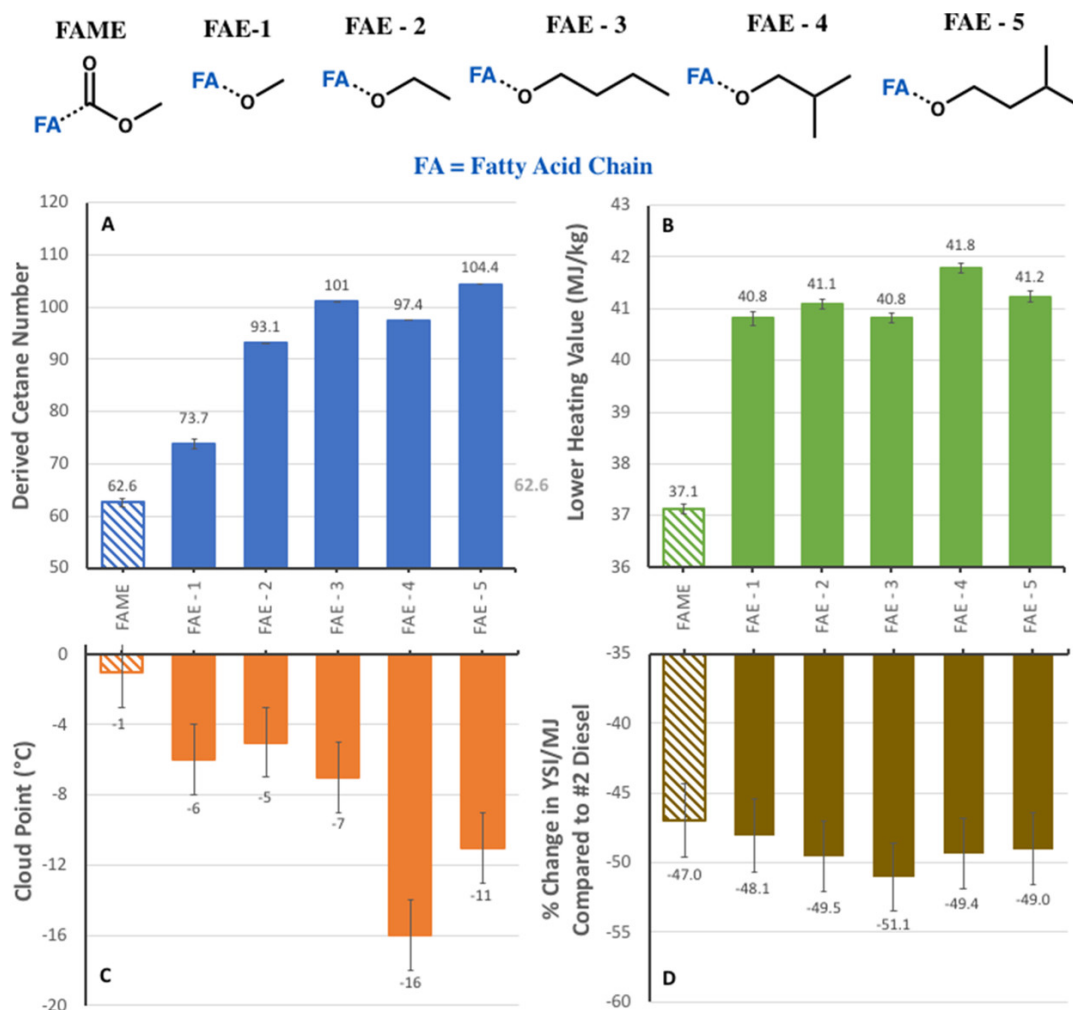 FAME FAE-1 FAE - 2 FAE - 3 FAE - 4 FAE - 5
O
FA O
FA O
FA O
FA O
FA O
FA O
FA = Fatty Acid Chain
A
Derived Cetane Number
120
110
100
90
80
70
60
50
62.6
73.7
93.1
101
97.4
104.4
62.6
FAME
FAE - 1
FAE - 2
FAE - 3
FAE - 4
FAE - 5
B
Lower Heating Value (MJ/kg)
43
42
41
40
39
38
37
36
37.1
40.8
41.1
40.8
41.8
41.2
FAME
FAE - 1
FAE - 2
FAE - 3
FAE - 4
FAE - 5
C
Cloud Point (°C)
0
-4
-8
-12
-16
-20
-1
-6
-5
-7
-16
-11
D
% Change in YSI/MJ
Compared to #2 Diesel
-35
-40
-45
-50
-55
-60
-47.0
-48.1
-49.5
-51.1
-49.4
-49.0